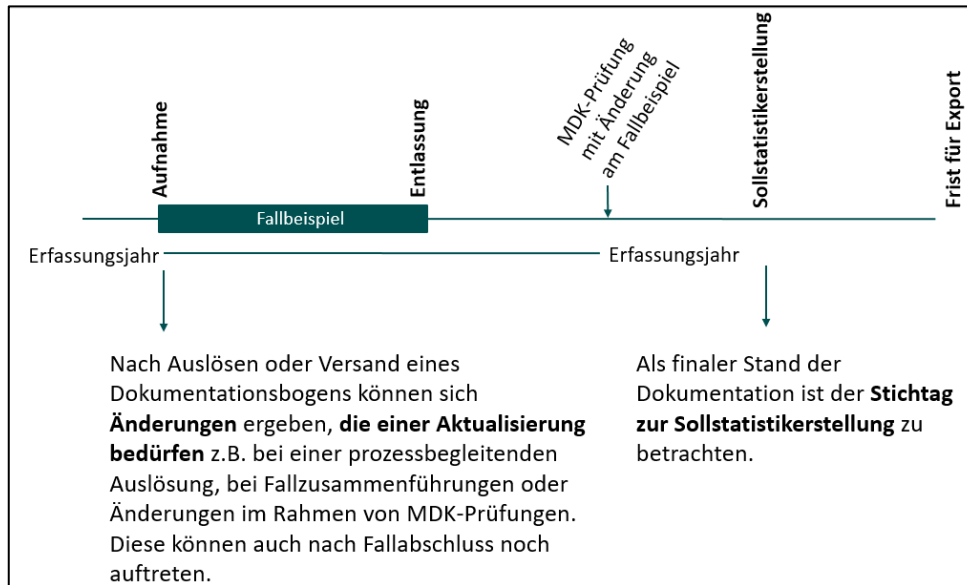 Aufnahme
Entlassung
MDK-Prüfung
mit Änderung
am Fallbeispiel
Sollstatistikerstellung
Frist für Export
Fallbeispiel
Erfassungsjahr
Erfassungsjahr
Nach Auslösen oder Versand eines
Dokumentationsbogens können sich
Änderungen ergeben, die einer Aktualisierung
bedürfen z.B. bei einer prozessbegleitenden
Auslösung, bei Fallzusammenführungen oder
Änderungen im Rahmen von MDK-Prüfungen.
Diese können auch nach Fallabschluss noch
auftreten.
Als finaler Stand der
Dokumentation ist der Stichtag
zur Sollstatistikerstellung zu
betrachten.